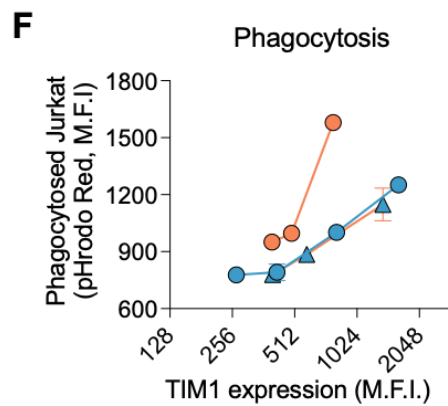 F
Phagocytosis
Phagocytosed Jurkat
(pHrodo Red, M.F.I)
1800
1500
1200
900
600
128
256
512
1024
2048
TIM1 expression (M.F.I.)